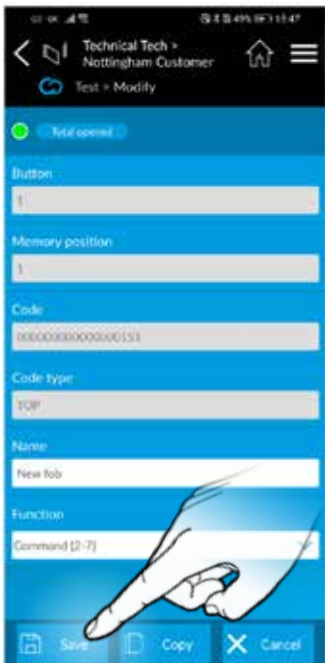 Technical Tech >
Nottingham Customer
Test > Modify
Total opened
Button
1
Memory position
1
Code
Code type
TOP
Name
New fob
Function
Command [2-7]
Save
Copy
Cancel